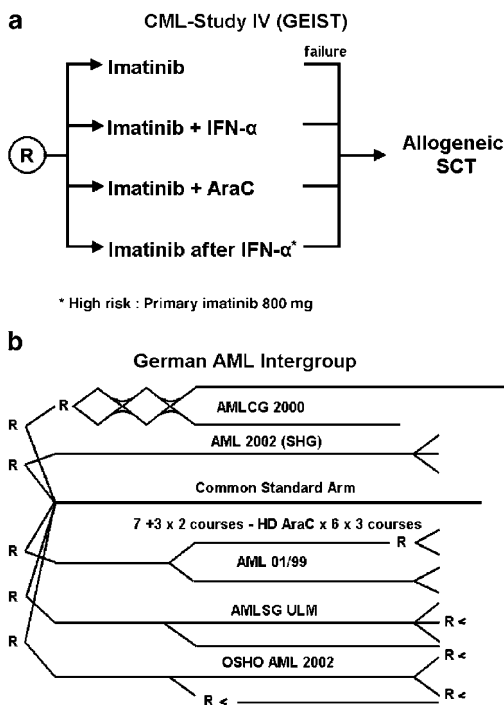 a
CML-Study IV (GEIST)
failure
Imatinib
Imatinib + IFN-α
R
Allogeneic
SCT
Imatinib + AraC
Imatinib after IFN-α*
* High risk : Primary imatinib 800 mg
b
German AML Intergroup
R
AMLCG 2000
R
AML 2002 (SHG)
R
Common Standard Arm
7 +3 x 2 courses - HD AraC x 6 x 3 courses
R
R
AML 01/99
R
AMLSG ULM
R <
R
OSHO AML 2002
R <
R <
R <